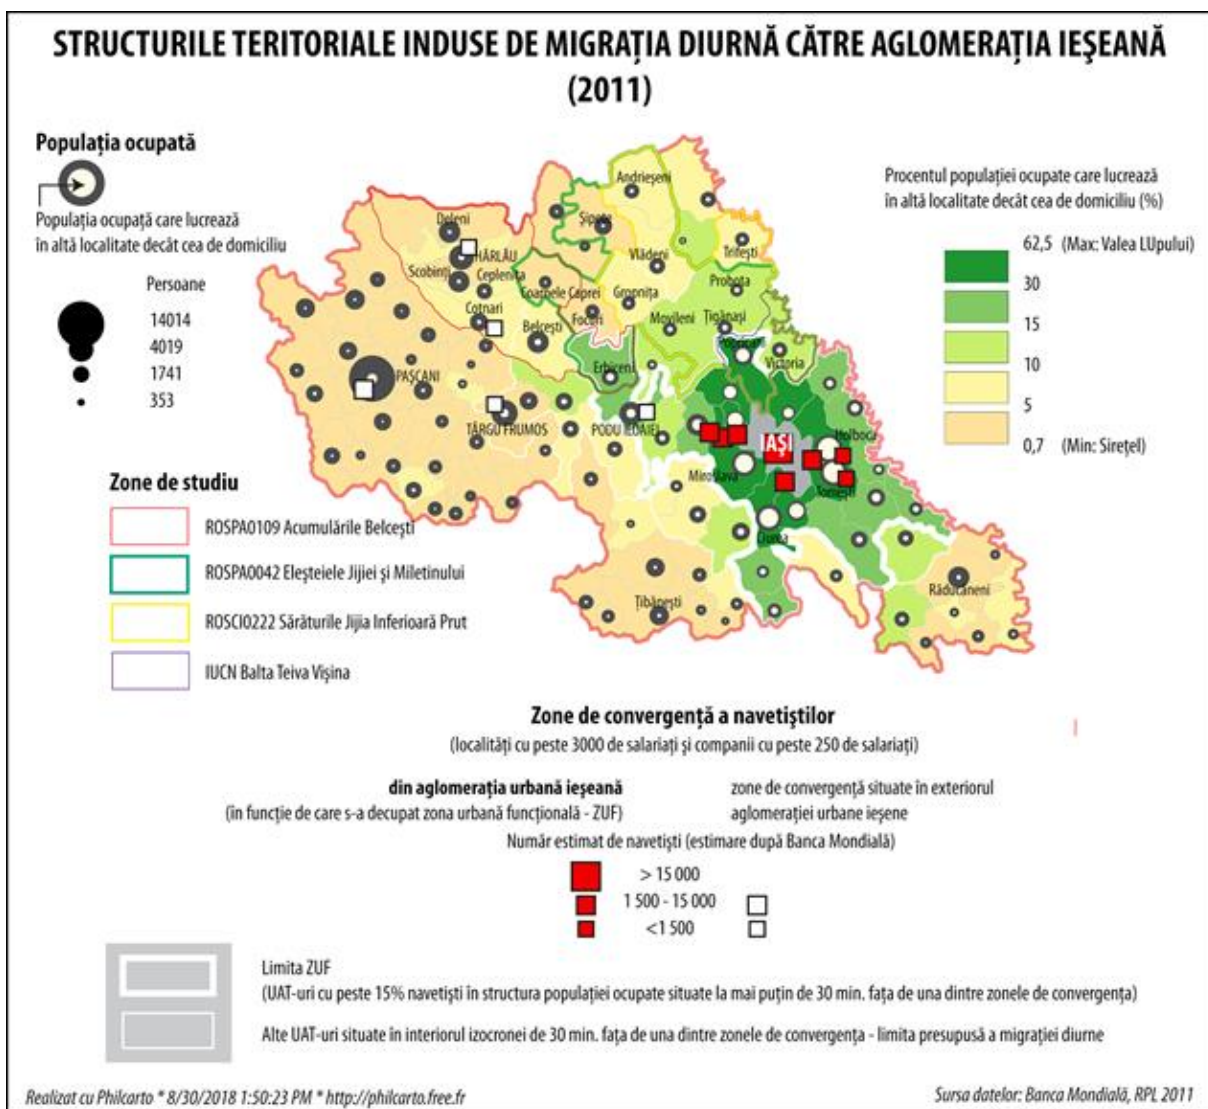 STRUCTURILE TERITORIALE INDUSE DE MIGRAȚIA DIURNĂ CĂTRE AGLOMERAȚIA IEȘEANĂ
(2011)
Populația ocupată
Populația ocupată care lucrează
în altă localitate decât cea de domiciliu
Persoane
14014
4019
1741
353
Procentul populației ocupate care lucrează
în altă localitate decât cea de domiciliu (%)
62,5 (Max: Valea LUpului)
30
15
10
5
0,7 (Min: Sirețel)
Andrieșeni
Deleni
Șipote
Trifești
HÂRLĂU
Vlădeni
Scobinți
Ceplenița
Coarnele Caprei
Gropnița
Probota
Cotnari
Focuri
Movileni
Țigănași
Belcești
Popricani
Victoria
Erbiceni
PAȘCANI
TÂRGU FRUMOS
PODU ILOAIEI
IAȘI
Holboca
Miroslava
Tomești
Ciurea
Țibănești
Răducăneni
Zone de studiu
ROSPA0109 Acumulările Belcești
ROSPA0042 Eleșteiele Jijiei și Miletinului
ROSCI0222 Sărăturile Jijia Inferioară Prut
IUCN Balta Teiva Vișina
Zone de convergență a navetiștilor
(localități cu peste 3000 de salariați și companii cu peste 250 de salariați)
din aglomerația urbană ieșeană
(în funcție de care s-a decupat zona urbană funcțională - ZUF)
zone de convergență situate în exteriorul
aglomerației urbane ieșene
Număr estimat de navetiști (estimare după Banca Mondială)
> 15 000
1 500 - 15 000
<1 500
Limita ZUF
(UAT-uri cu peste 15% navetiști în structura populației ocupate situate la mai puțin de 30 min. fața de una dintre zonele de convergența)
Alte UAT-uri situate în interiorul izocronei de 30 min. fața de una dintre zonele de convergența - limita presupusă a migrației diurne
Realizat cu Philcarto * 8/30/2018 1:50:23 PM * http://philcarto.free.fr
Sursa datelor: Banca Mondială, RPL 2011